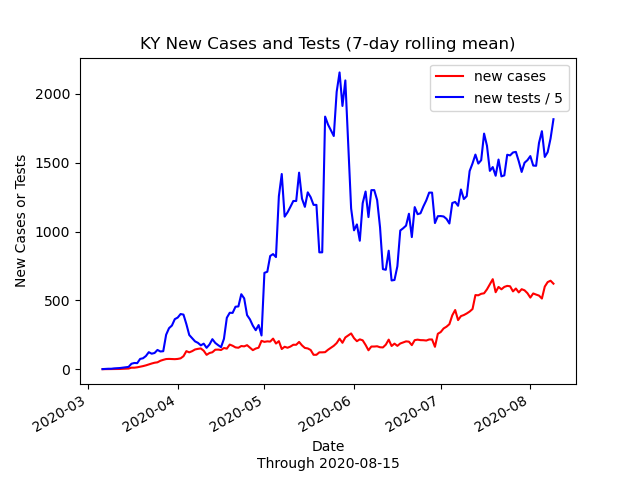 KY New Cases and Tests (7-day rolling mean)
new cases
new tests / 5
New Cases or Tests
2000
1500
1000
500
0
2020-03
2020-04
2020-05
2020-06
2020-07
2020-08
Date
Through 2020-08-15